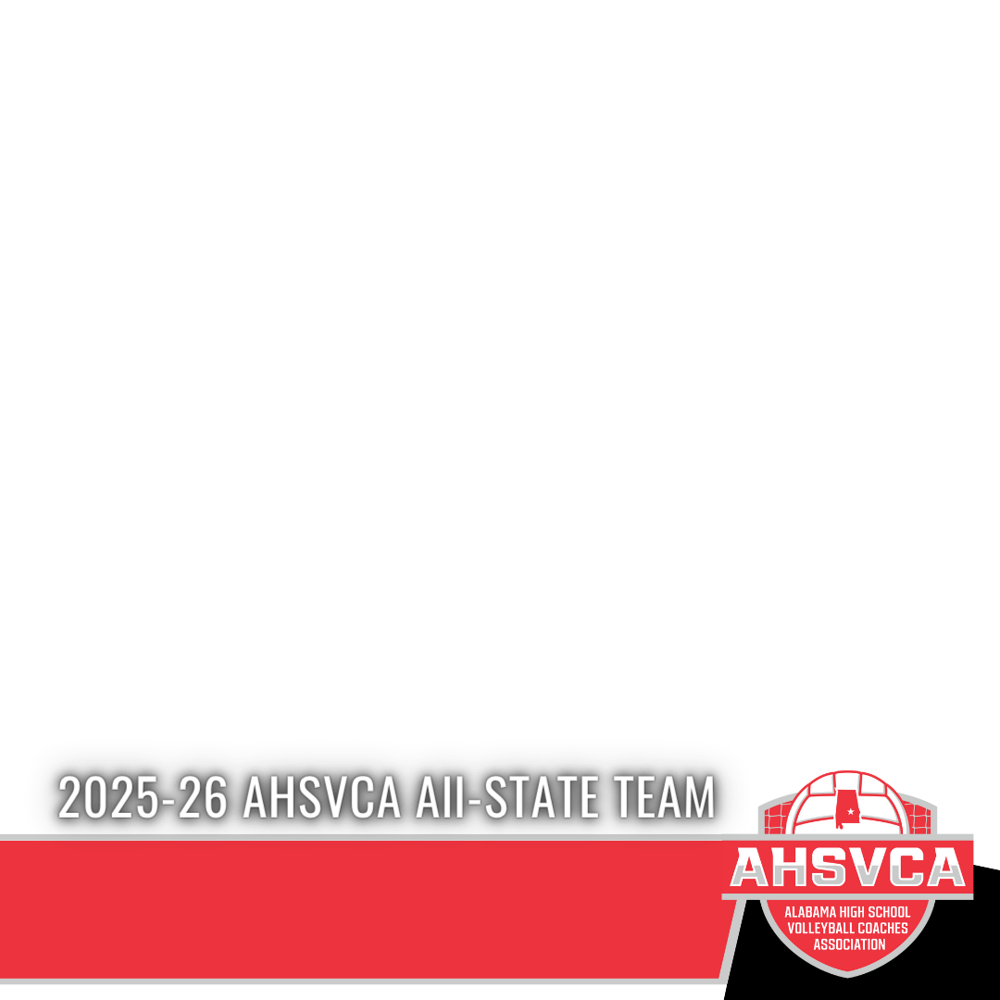 2025-26 AHSVCA All-STATE TEAM
AHSVCA
ALABAMA HIGH SCHOOL
VOLLEYBALL COACHES
ASSOCIATION